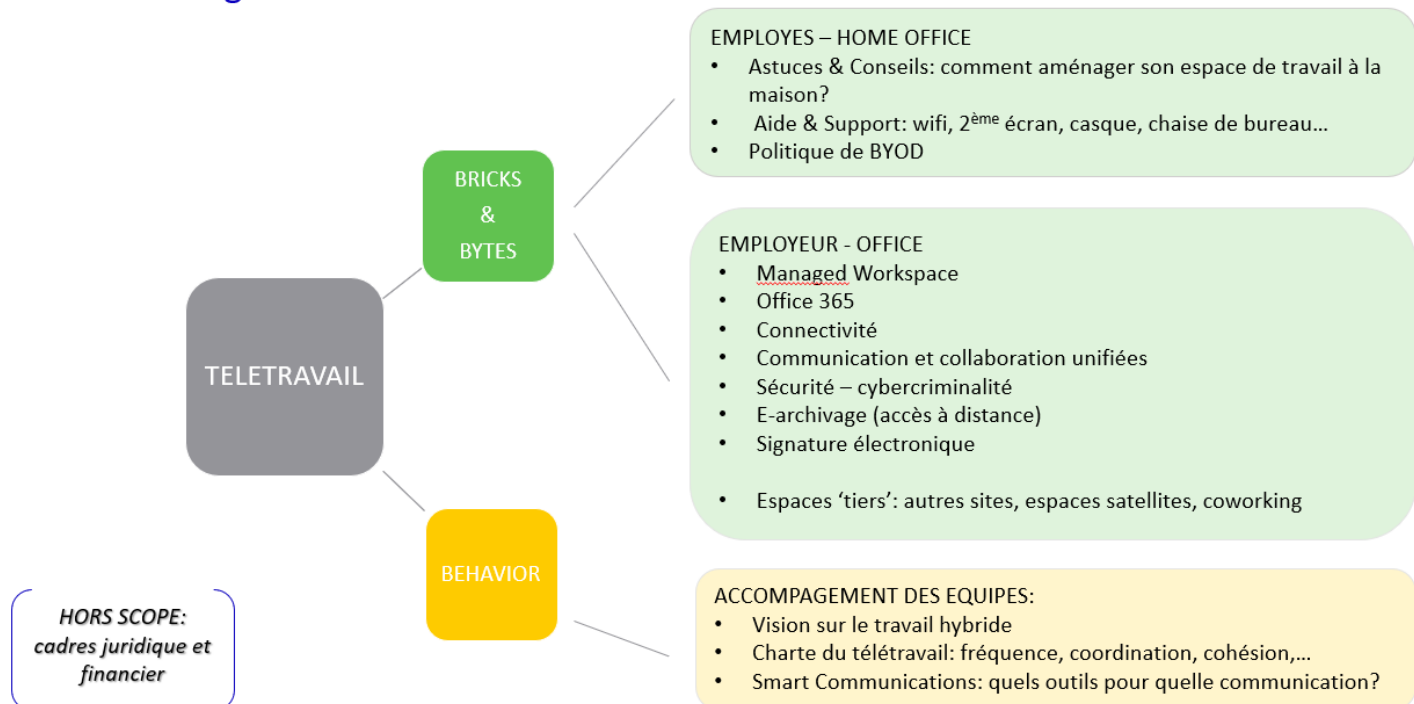 EMPLOYES – HOME OFFICE
• Astuces & Conseils: comment aménager son espace de travail à la
maison?
• Aide & Support: wifi, 2ème écran, casque, chaise de bureau…
• Politique de BYOD
BRICKS
&
BYTES
EMPLOYEUR - OFFICE
• Managed Workspace
• Office 365
• Connectivité
• Communication et collaboration unifiées
• Sécurité – cybercriminalité
• E-archivage (accès à distance)
• Signature électronique
• Espaces ‘tiers’: autres sites, espaces satellites, coworking
TELETRAVAIL
BEHAVIOR
ACCOMPAGEMENT DES EQUIPES:
• Vision sur le travail hybride
• Charte du télétravail: fréquence, coordination, cohésion,…
• Smart Communications: quels outils pour quelle communication?
HORS SCOPE:
cadres juridique et
financier